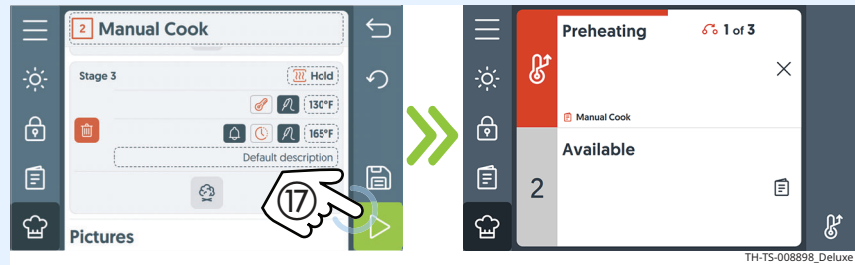 2 Manual Cook
Stage 3
Hold
130°F
165°F
Default description
Pictures
17
Preheating
1 of 3
Manual Cook
2
Available
TH-TS-008898_Deluxe